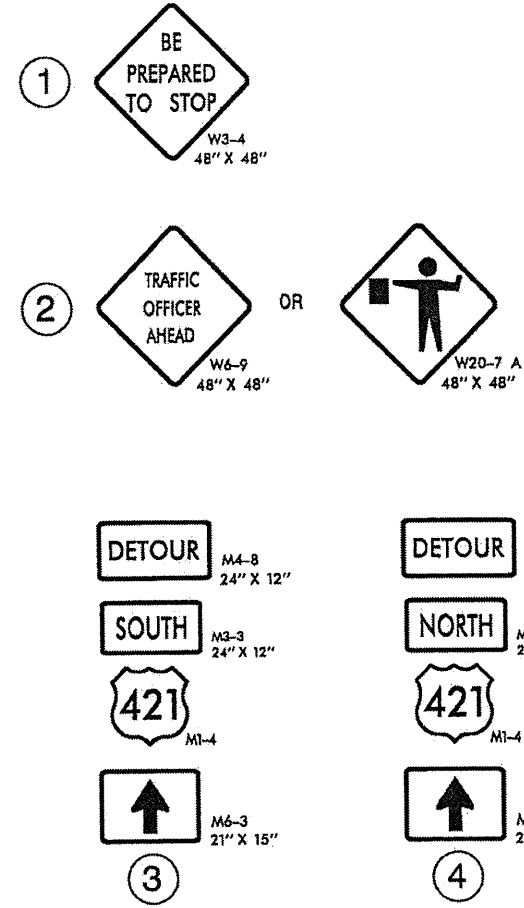 1
BE
PREPARED
TO STOP
W3-4
48" X 48"
2
TRAFFIC
OFFICER
AHEAD
W6-9
48" X 48"
OR
W20-7 A
48" X 48"
DETOUR
M4-8
24" X 12"
SOUTH
M3-3
24" X 12"
421
M1-4
M6-3
21" X 15"
3
DETOUR
NORTH
M
2
421
M1-4
M
2
4